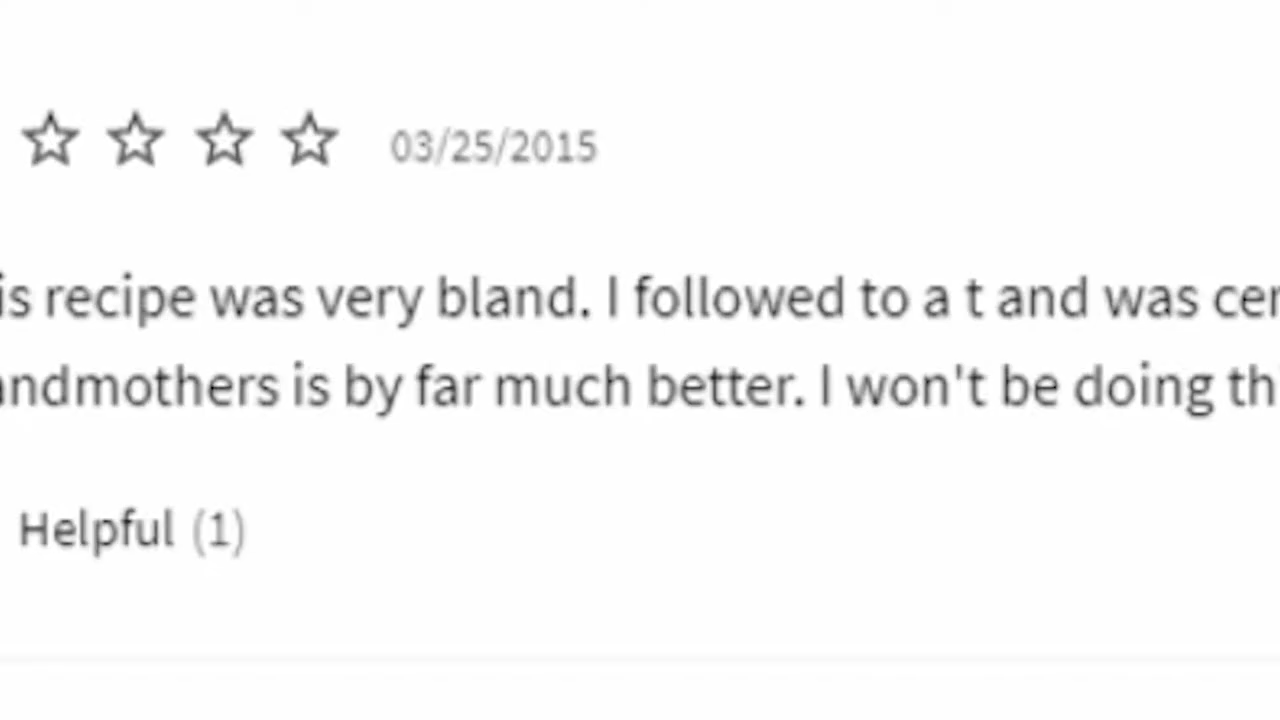 03/25/2015
is recipe was very bland. I followed to a t and was cer
andmothers is by far much better. I won't be doing thi
Helpful (1)